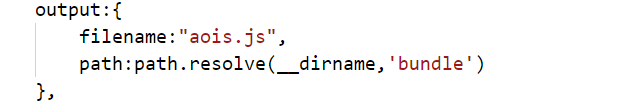 output:{
filename:"aois.js",
path:path.resolve(__dirname,'bundle')
},